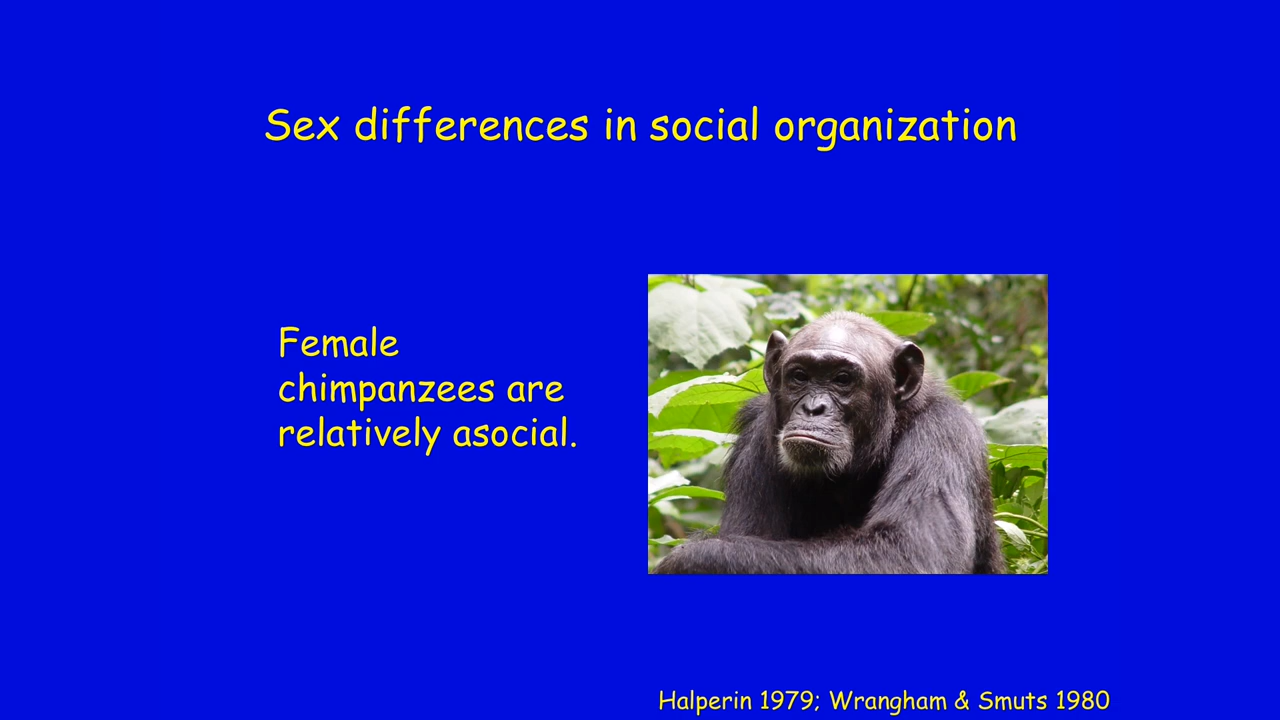 Sex differences in social organization
Female
chimpanzees are
relatively asocial.
Halperin 1979; Wrangham & Smuts 1980